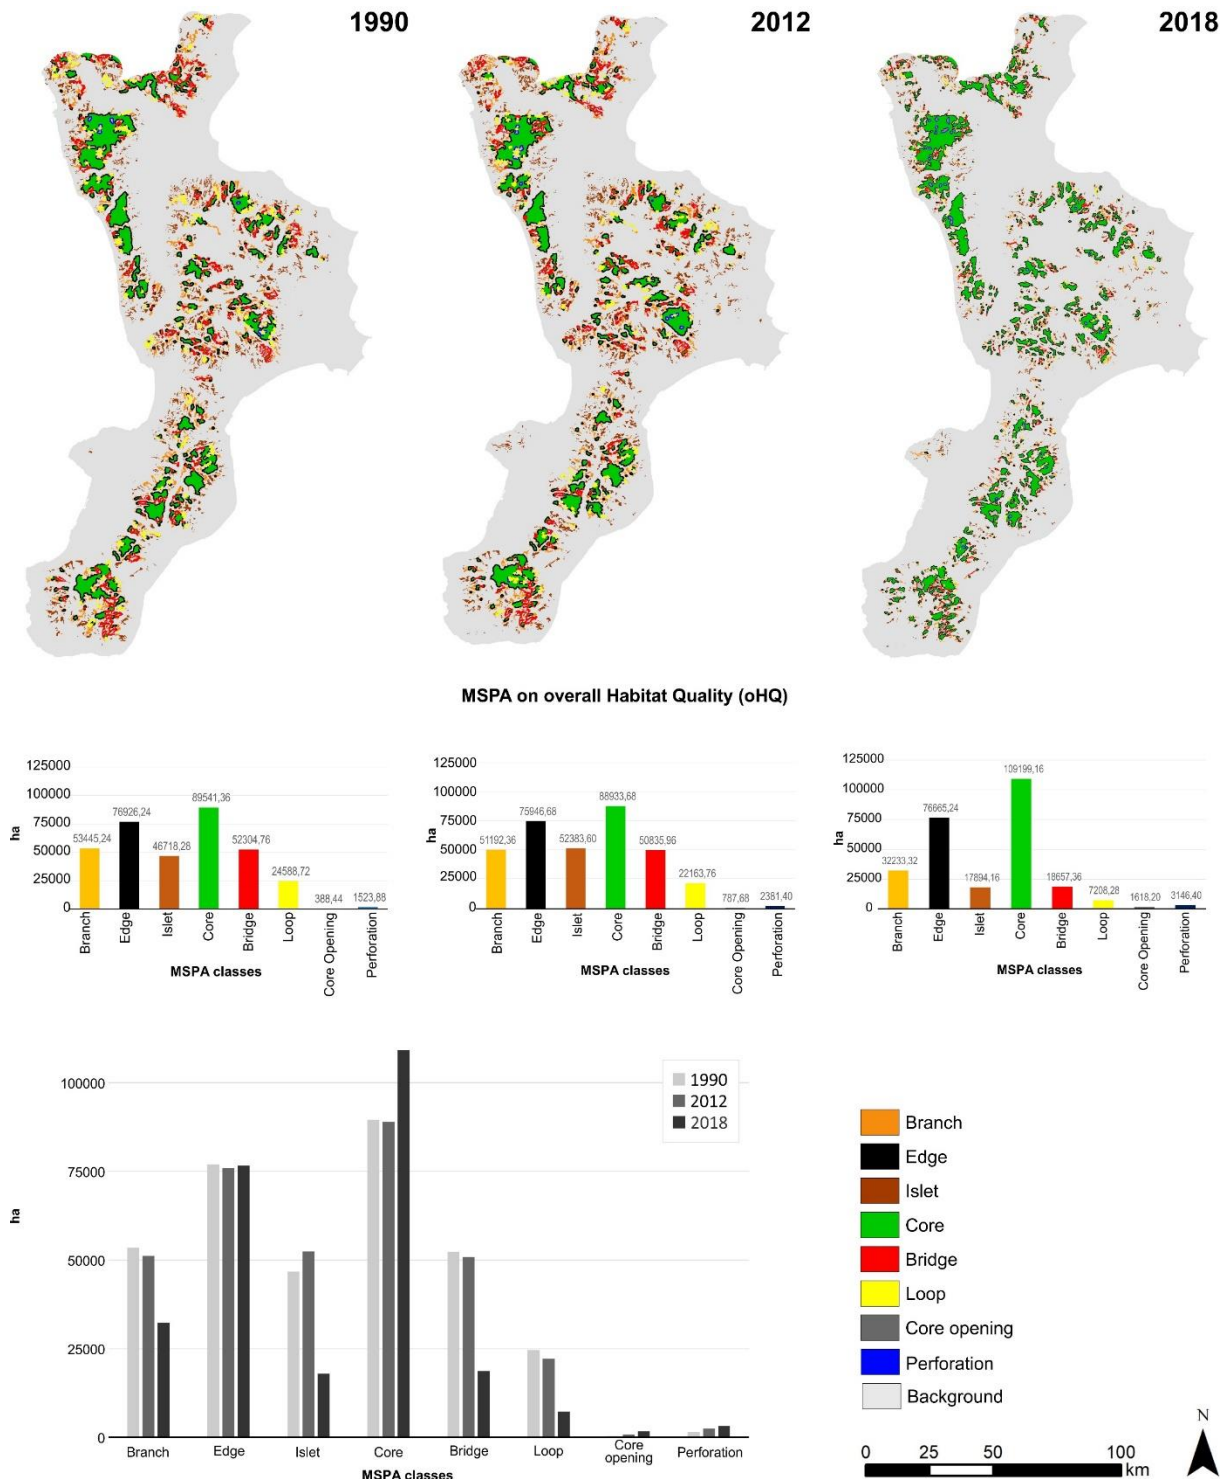 1990
2012
2018
MSPA on overall Habitat Quality (oHQ)
125000
100000
75000
50000
25000
0
ha
53445,24
76926,24
46718,28
89541,36
52304,76
24588,72
388,44
1523,88
Branch
Edge
Islet
Core
Bridge
Loop
Core Opening
Perforation
MSPA classes
125000
100000
75000
50000
25000
0
ha
51192,36
75946,68
52383,60
88933,68
50835,96
22163,76
787,68
2381,40
Branch
Edge
Islet
Core
Bridge
Loop
Core Opening
Perforation
MSPA classes
125000
100000
75000
50000
25000
0
ha
32233,32
76665,24
17894,16
109199,16
18657,36
7208,28
1618,20
3146,40
Branch
Edge
Islet
Core
Bridge
Loop
Core Opening
Perforation
MSPA classes
100000
75000
50000
25000
0
ha
1990
2012
2018
Branch
Edge
Islet
Core
Bridge
Loop
Core
opening
Perforation
MSPA classes
Branch
Edge
Islet
Core
Bridge
Loop
Core opening
Perforation
Background
0 25 50 100
km
N